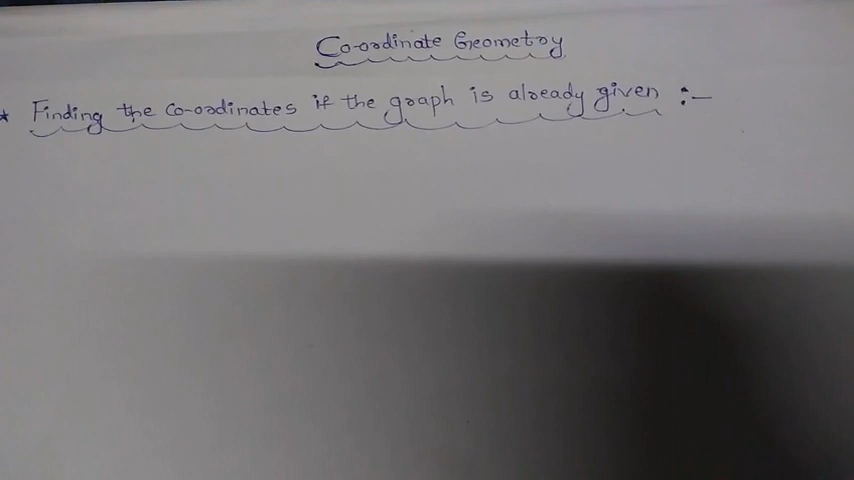 Co-ordinate Geometry
* Finding the co-ordinates if the graph is already given :-